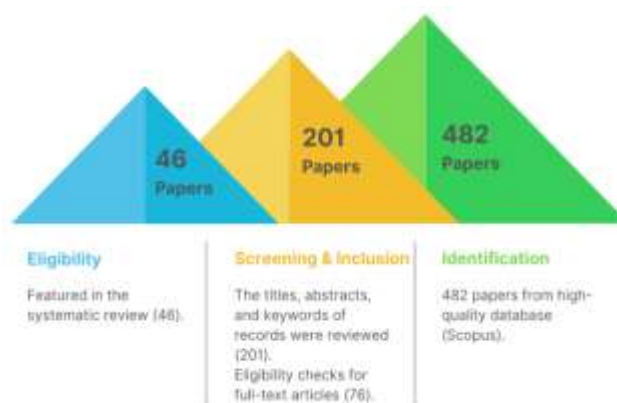 46
Papers
201
Papers
482
Papers
Eligibility
Featured in the
systematic review (46).
Screening & Inclusion
The titles, abstracts,
and keywords of
records were reviewed
(201).
Eligibility checks for
full-text articles (76).
Identification
482 papers from high-
quality database
(Scopus).